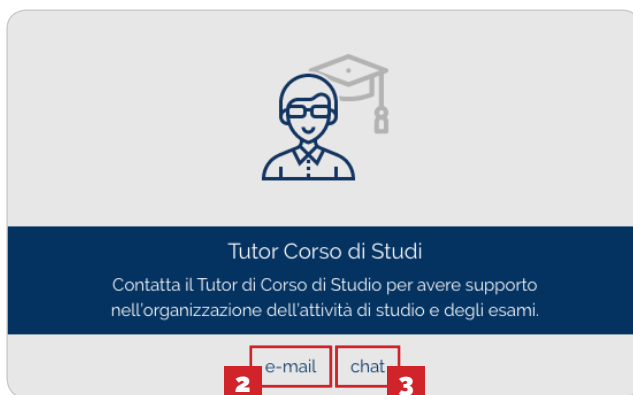 Tutor Corso di Studi
Contatta il Tutor di Corso di Studio per avere supporto
nell'organizzazione dell'attività di studio e degli esami.
e-mail chat
2 3